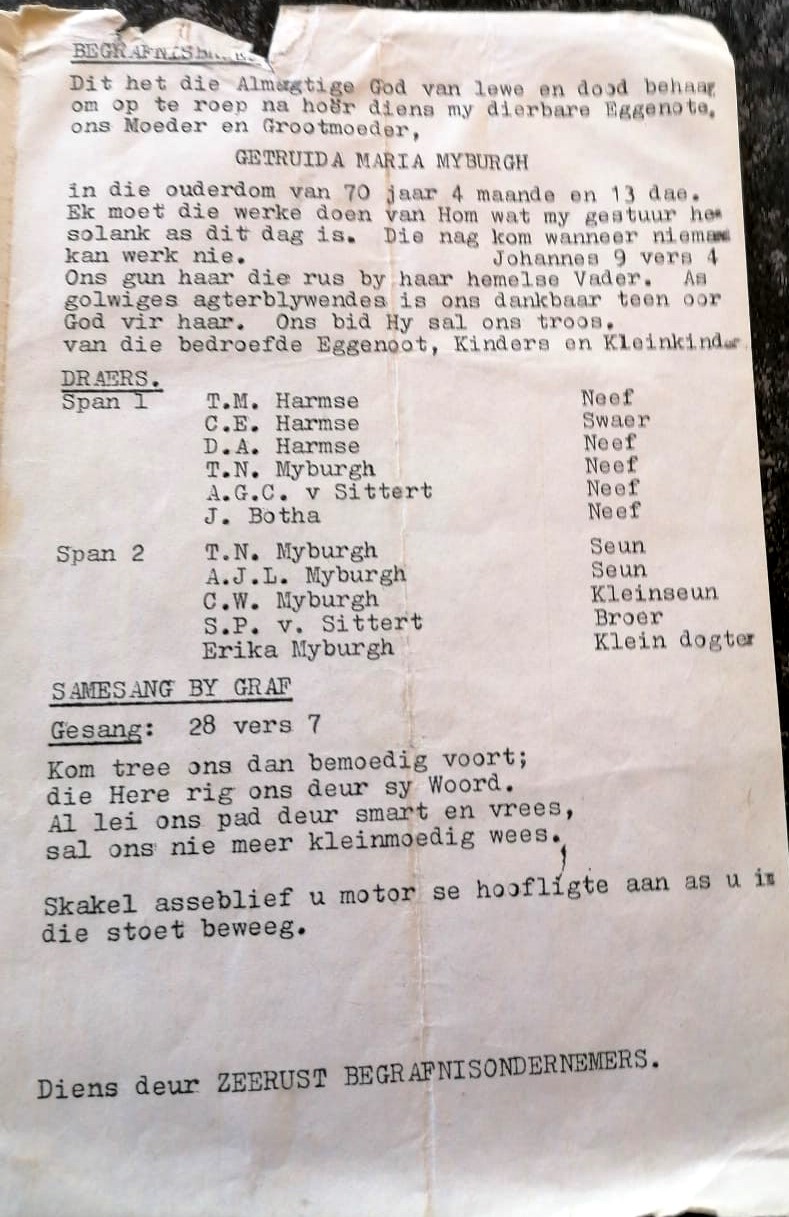 Dit het die Almagtige God van lewe en dood behaag
om op te roep na hoër diens my dierbare Eggenote,
ons Moeder en Grootmoeder,
GETRUIDA MARIA MYBURGH
in die ouderdom van 70 jaar 4 maande en 13 dae.
Ek moet die werke doen van Hom wat my gestuur
solank as dit dag is. Die nag kom wanneer
kan werk nie. Johannes 9 vers 4
Ons gun haar die rus by haar hemelse Vader. As
golwiges agterblywendes is ons dankbaar teen oor
God vir haar. Ons bid Hy sal ons troos.
van die bedroefde Eggenoot, Kinders en
DRAERS.
Span 1 T.M. Harmse Neef
C.E. Harmse Swaer
D.A. Harmse Neef
T.N. Myburgh Neef
A.G.C. v Sittert Neef
J. Botha Neef
Span 2 T.N. Myburgh Seun
A.J.L. Myburgh Seun
C.W. Myburgh Kleinseun
S.P. v. Sittert Broer
Erika Myburgh Klein dogter
SAMESANG BY GRAF
Gesang: 28 vers 7
Kom tree ons dan bemoedig voort;
die Here rig ons deur sy Woord.
Al lei ons pad deur smart en vrees,
sal ons nie meer kleinmoedig wees.
Skakel asseblief u motor se hoofligte aan as u in
die stoet beweeg.
Diens deur ZEERUST BEGRAFNISONDERNEMERS.